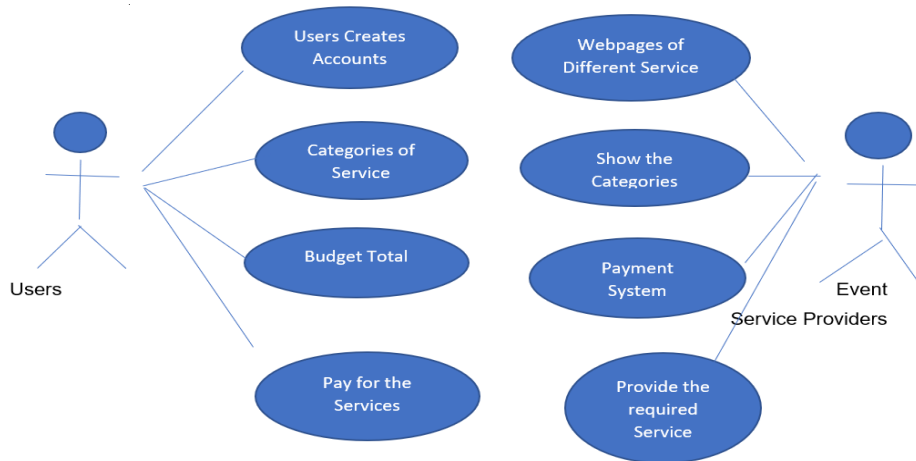 Users Creates
Accounts
Webpages of
Different Service
Categories of
Service
Show the
Categories
Budget Total
Payment
System
Users
Event
Service Providers
Pay for the
Services
Provide the
required
Service